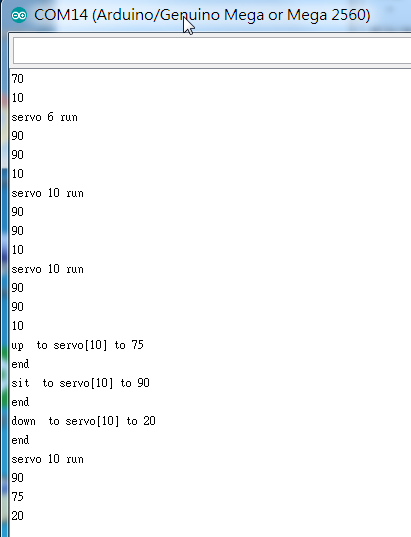 COM14 (Arduino/Genuino Mega or Mega 2560)
70
10
servo 6 run
90
90
10
servo 10 run
90
90
10
servo 10 run
90
90
10
up  to servo[10] to 75
end
sit  to servo[10] to 90
end
down  to servo[10] to 20
end
servo 10 run
90
75
20